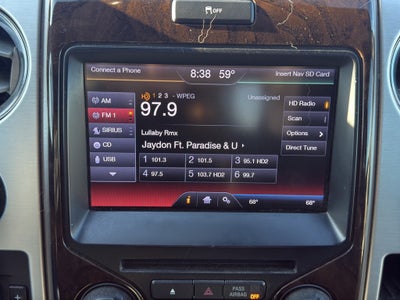 OFF
Connect a Phone
8:38 59°
Insert Nav SD Card
AM
FM 1
SIRIUS
CD
USB
HD 1 2 3 - WPEG
Unassigned
97.9
Lullaby Rmx
Jaydon Ft. Paradise & U
1 101.3
2 101.5
3 95.1 HD2
4 97.5
5 103.7 HD2
6 99.7
HD Radio
Scan
Options
Direct Tune
68°
68°
PASS AIRBAG OFF